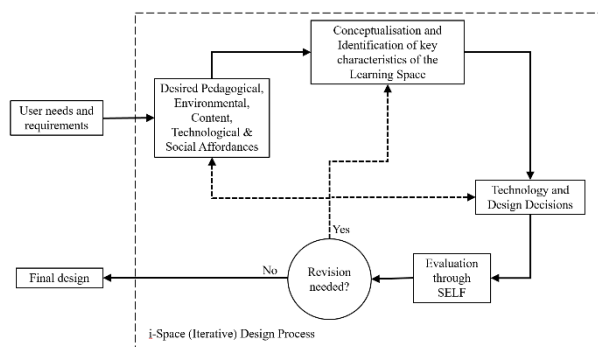 Conceptualisation and
Identification of key
characteristics of the
Learning Space
Desired Pedagogical,
Environmental,
Content,
Technological &
Social Affordances
User needs and
requirements
Technology and
Design Decisions
Yes
Evaluation
through
SELF
Revision
needed?
No
Final design
i-Space (Iterative) Design Process